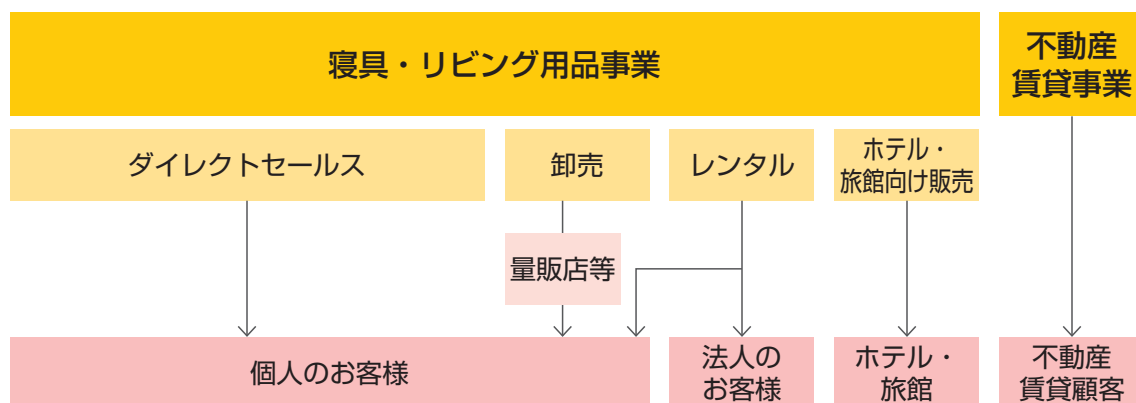 寝具・リビング用品事業
不動産
賃貸事業
ダイレクトセールス
卸売
レンタル
ホテル・
旅館向け販売
量販店等
個人のお客様
法人の
お客様
ホテル・
旅館
不動産
賃貸顧客